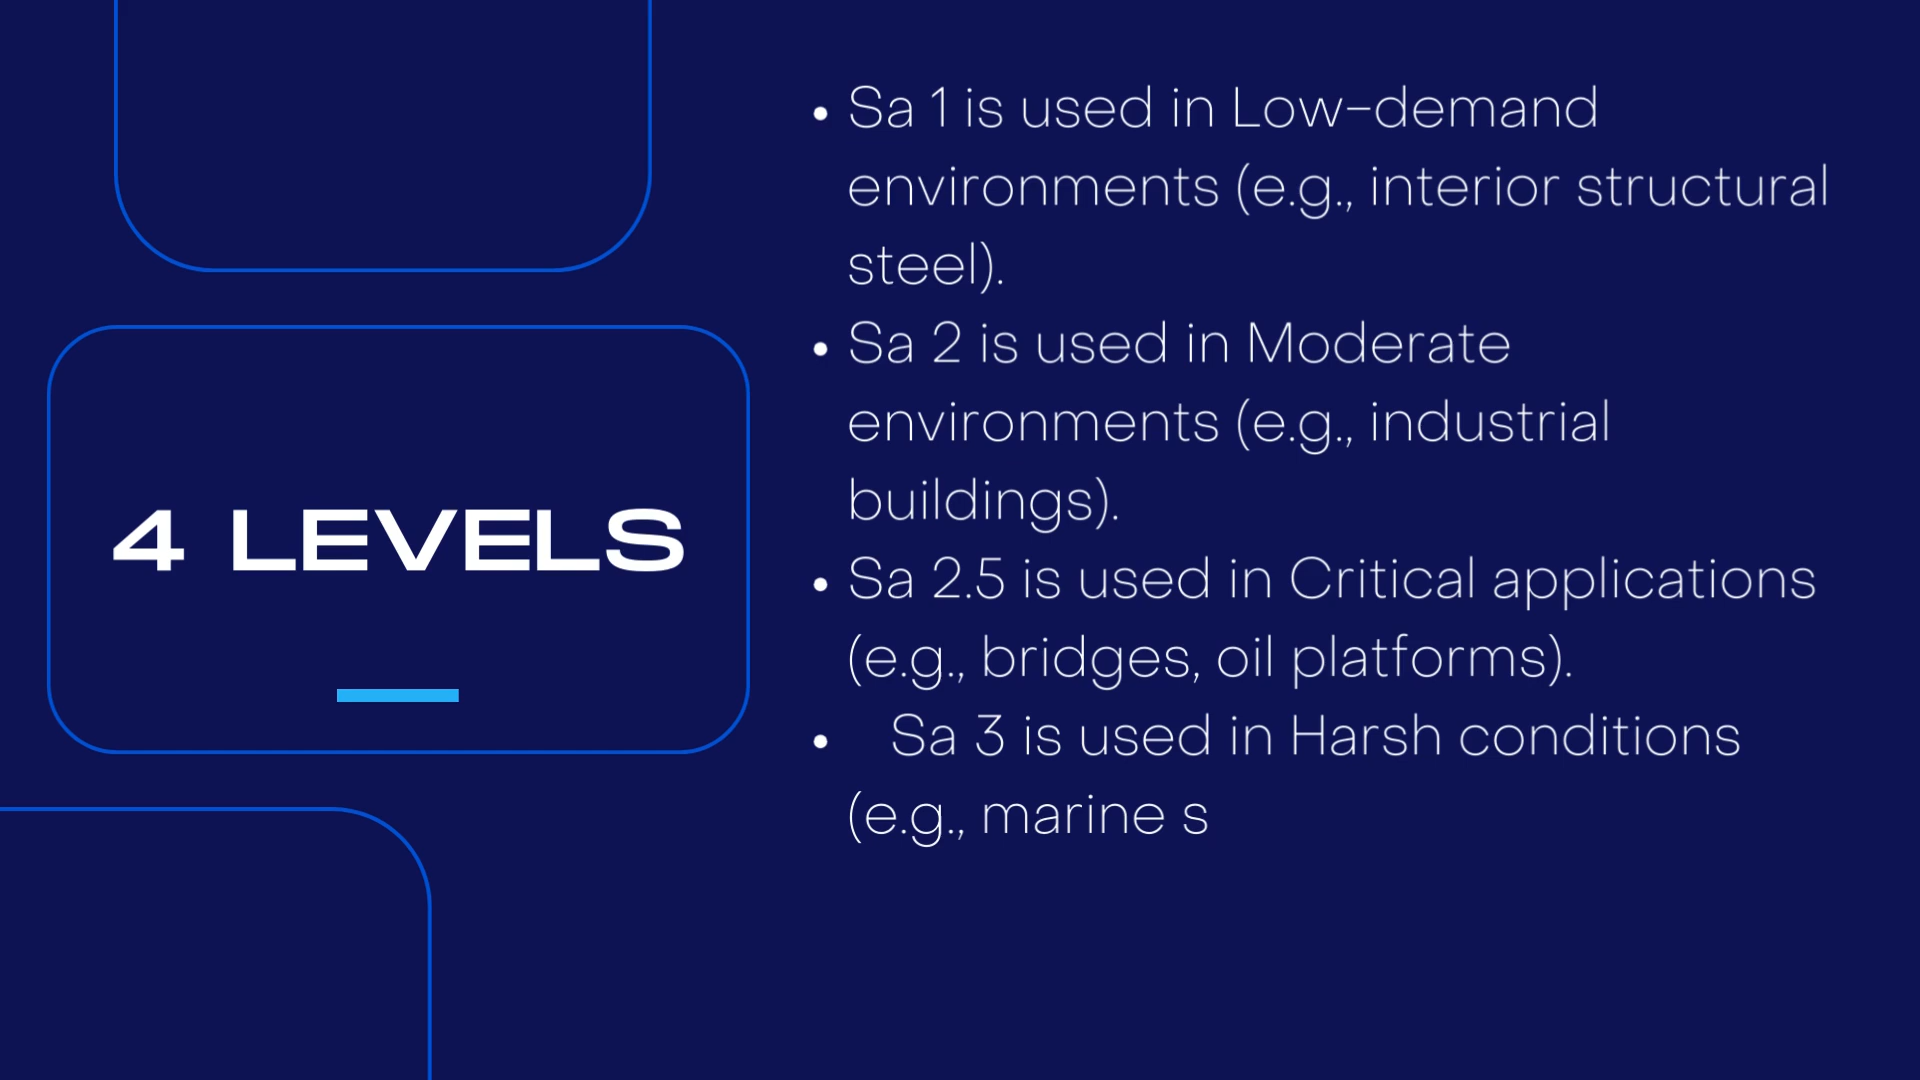 4 LEVELS
• Sa 1 is used in Low-demand
environments (e.g., interior structural
steel).
• Sa 2 is used in Moderate
environments (e.g., industrial
buildings).
• Sa 2.5 is used in Critical applications
(e.g., bridges, oil platforms).
• Sa 3 is used in Harsh conditions
(e.g., marine s